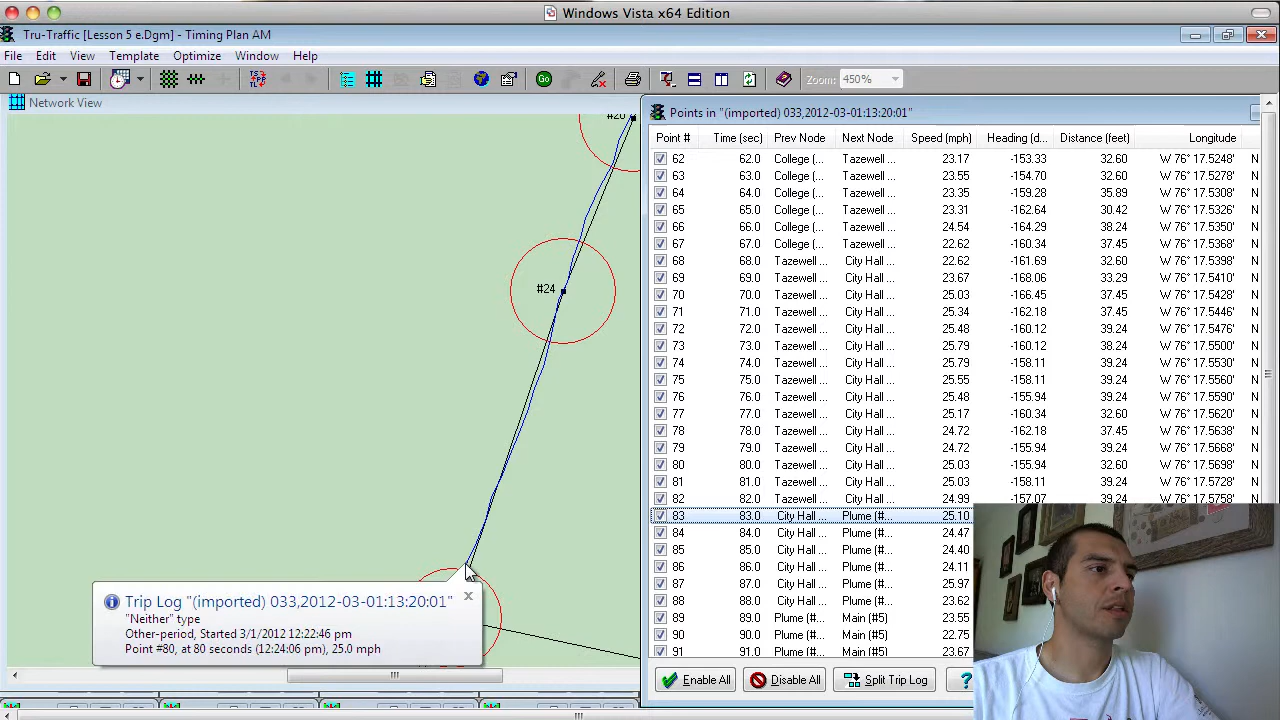 Windows Vista x64 Edition
Tru-Traffic [Lesson 5 e.Dgm] - Timing Plan AM
File Edit View Template Optimize Window Help
Zoom: 450%
Network View
#20
#24
Trip Log "(imported) 033,2012-03-01:13:20:01"
"Neither" type
Other-period, Started 3/1/2012 12:22:46 pm
Point #80, at 80 seconds (12:24:06 pm), 25.0 mph
Points in "(imported) 033,2012-03-01:13:20:01"
Point # Time (sec) Prev Node Next Node Speed (mph) Heading (d... Distance (feet) Longitude
62 62.0 College (... Tazewell ... 23.17 -153.33 32.60 W 76° 17.5248' N
63 63.0 College (... Tazewell ... 23.55 -154.70 32.60 W 76° 17.5278' N
64 64.0 College (... Tazewell ... 23.35 -159.28 35.89 W 76° 17.5308' N
65 65.0 College (... Tazewell ... 23.31 -162.64 30.42 W 76° 17.5326' N
66 66.0 College (... Tazewell ... 24.54 -164.29 38.24 W 76° 17.5350' N
67 67.0 College (... Tazewell ... 22.62 -160.34 37.45 W 76° 17.5368' N
68 68.0 Tazewell ... City Hall ... 22.62 -161.69 32.60 W 76° 17.5398' N
69 69.0 Tazewell ... City Hall ... 23.67 -168.06 33.29 W 76° 17.5410' N
70 70.0 Tazewell ... City Hall ... 25.03 -166.45 37.45 W 76° 17.5428' N
71 71.0 Tazewell ... City Hall ... 25.34 -162.18 37.45 W 76° 17.5446' N
72 72.0 Tazewell ... City Hall ... 25.48 -160.12 39.24 W 76° 17.5476' N
73 73.0 Tazewell ... City Hall ... 25.79 -160.12 39.24 W 76° 17.5500' N
74 74.0 Tazewell ... City Hall ... 25.79 -158.11 39.24 W 76° 17.5530' N
75 75.0 Tazewell ... City Hall ... 25.55 -158.11 39.24 W 76° 17.5560' N
76 76.0 Tazewell ... City Hall ... 25.48 -155.94 39.24 W 76° 17.5590' N
77 77.0 Tazewell ... City Hall ... 25.17 -160.34 32.60 W 76° 17.5620' N
78 78.0 Tazewell ... City Hall ... 24.72 -162.18 37.45 W 76° 17.5638' N
79 79.0 Tazewell ... City Hall ... 24.72 -155.94 39.24 W 76° 17.5668' N
80 80.0 Tazewell ... City Hall ... 25.03 -155.94 32.60 W 76° 17.5698' N
81 81.0 Tazewell ... City Hall ... 25.03 -158.11 39.24 W 76° 17.5728' N
82 82.0 Tazewell ... City Hall ... 24.99 -157.07 W 76° 17.5758' N
83 83.0 City Hall ... Plume (#... 25.10
84 84.0 City Hall ... Plume (#... 24.47
85 85.0 City Hall ... Plume (#... 24.40
86 86.0 City Hall ... Plume (#... 24.11
87 87.0 City Hall ... Plume (#... 25.97
88 88.0 City Hall ... Plume (#... 23.62
89 89.0 Plume (#... Main (#5) 23.55
90 90.0 Plume (#... Main (#5) 22.75
91 91.0 Plume (#... Main (#5) 23.67
Enable All Disable All Split Trip Log ?